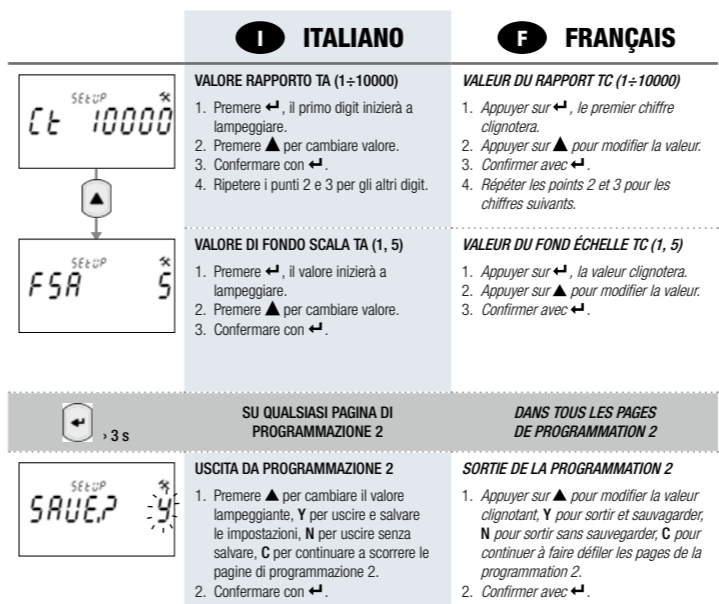 I ITALIANO
F FRANÇAIS
SEtUP
Ct 10000
VALORE RAPPORTO TA (1÷10000)
1. Premere ↵, il primo digit inizierà a
lampeggiare.
2. Premere ▲ per cambiare valore.
3. Confermare con ↵.
4. Ripetere i punti 2 e 3 per gli altri digit.
VALEUR DU RAPPORT TC (1÷10000)
1. Appuyer sur ↵, le premier chiffre
clignotera.
2. Appuyer sur ▲ pour modifier la valeur.
3. Confirmer avec ↵.
4. Répéter les points 2 et 3 pour les
chiffres suivants.
▲
SEtUP
FSA 5
VALORE DI FONDO SCALA TA (1, 5)
1. Premere ↵, il valore inizierà a
lampeggiare.
2. Premere ▲ per cambiare valore.
3. Confermare con ↵.
VALEUR DU FOND ÉCHELLE TC (1, 5)
1. Appuyer sur ↵, la valeur clignotera.
2. Appuyer sur ▲ pour modifier la valeur.
3. Confirmer avec ↵.
↵ › 3 s
SU QUALSIASI PAGINA DI
PROGRAMMAZIONE 2
DANS TOUS LES PAGES
DE PROGRAMMATION 2
SEtUP
SAVE? Y
USCITA DA PROGRAMMAZIONE 2
1. Premere ▲ per cambiare il valore
lampeggiante, Y per uscire e salvare
le impostazioni, N per uscire senza
salvare, C per continuare a scorrere le
pagine di programmazione 2.
2. Confermare con ↵.
SORTIE DE LA PROGRAMMATION 2
1. Appuyer sur ▲ pour modifier la valeur
clignotant, Y pour sortir et sauvagarder,
N pour sortir sans sauvegarder, C pour
continuer à faire défiler les pages de la
programmation 2.
2. Confirmer avec ↵.